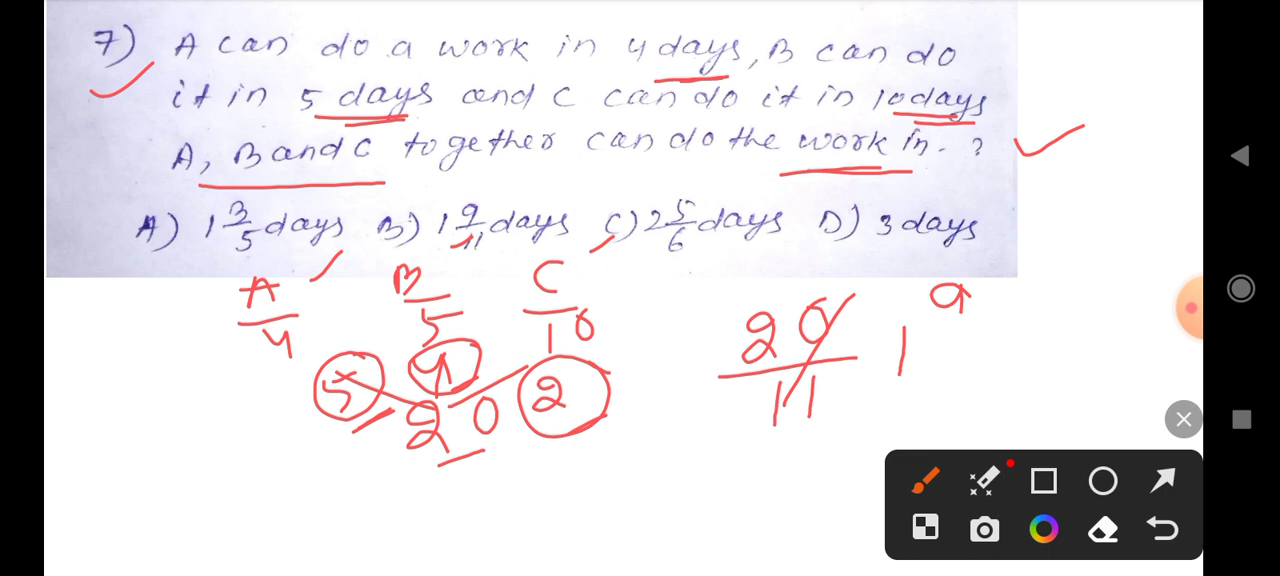 7) A can do a work in 4 days, B can do
it in 5 days and C can do it in 10 days
A, B and C together can do the work in. ?
A) 1 3/5 days B) 1 9/11 days C) 2 5/6 days D) 3 days
A B C
4 5 10
5 4 2
20
20/11 1 9